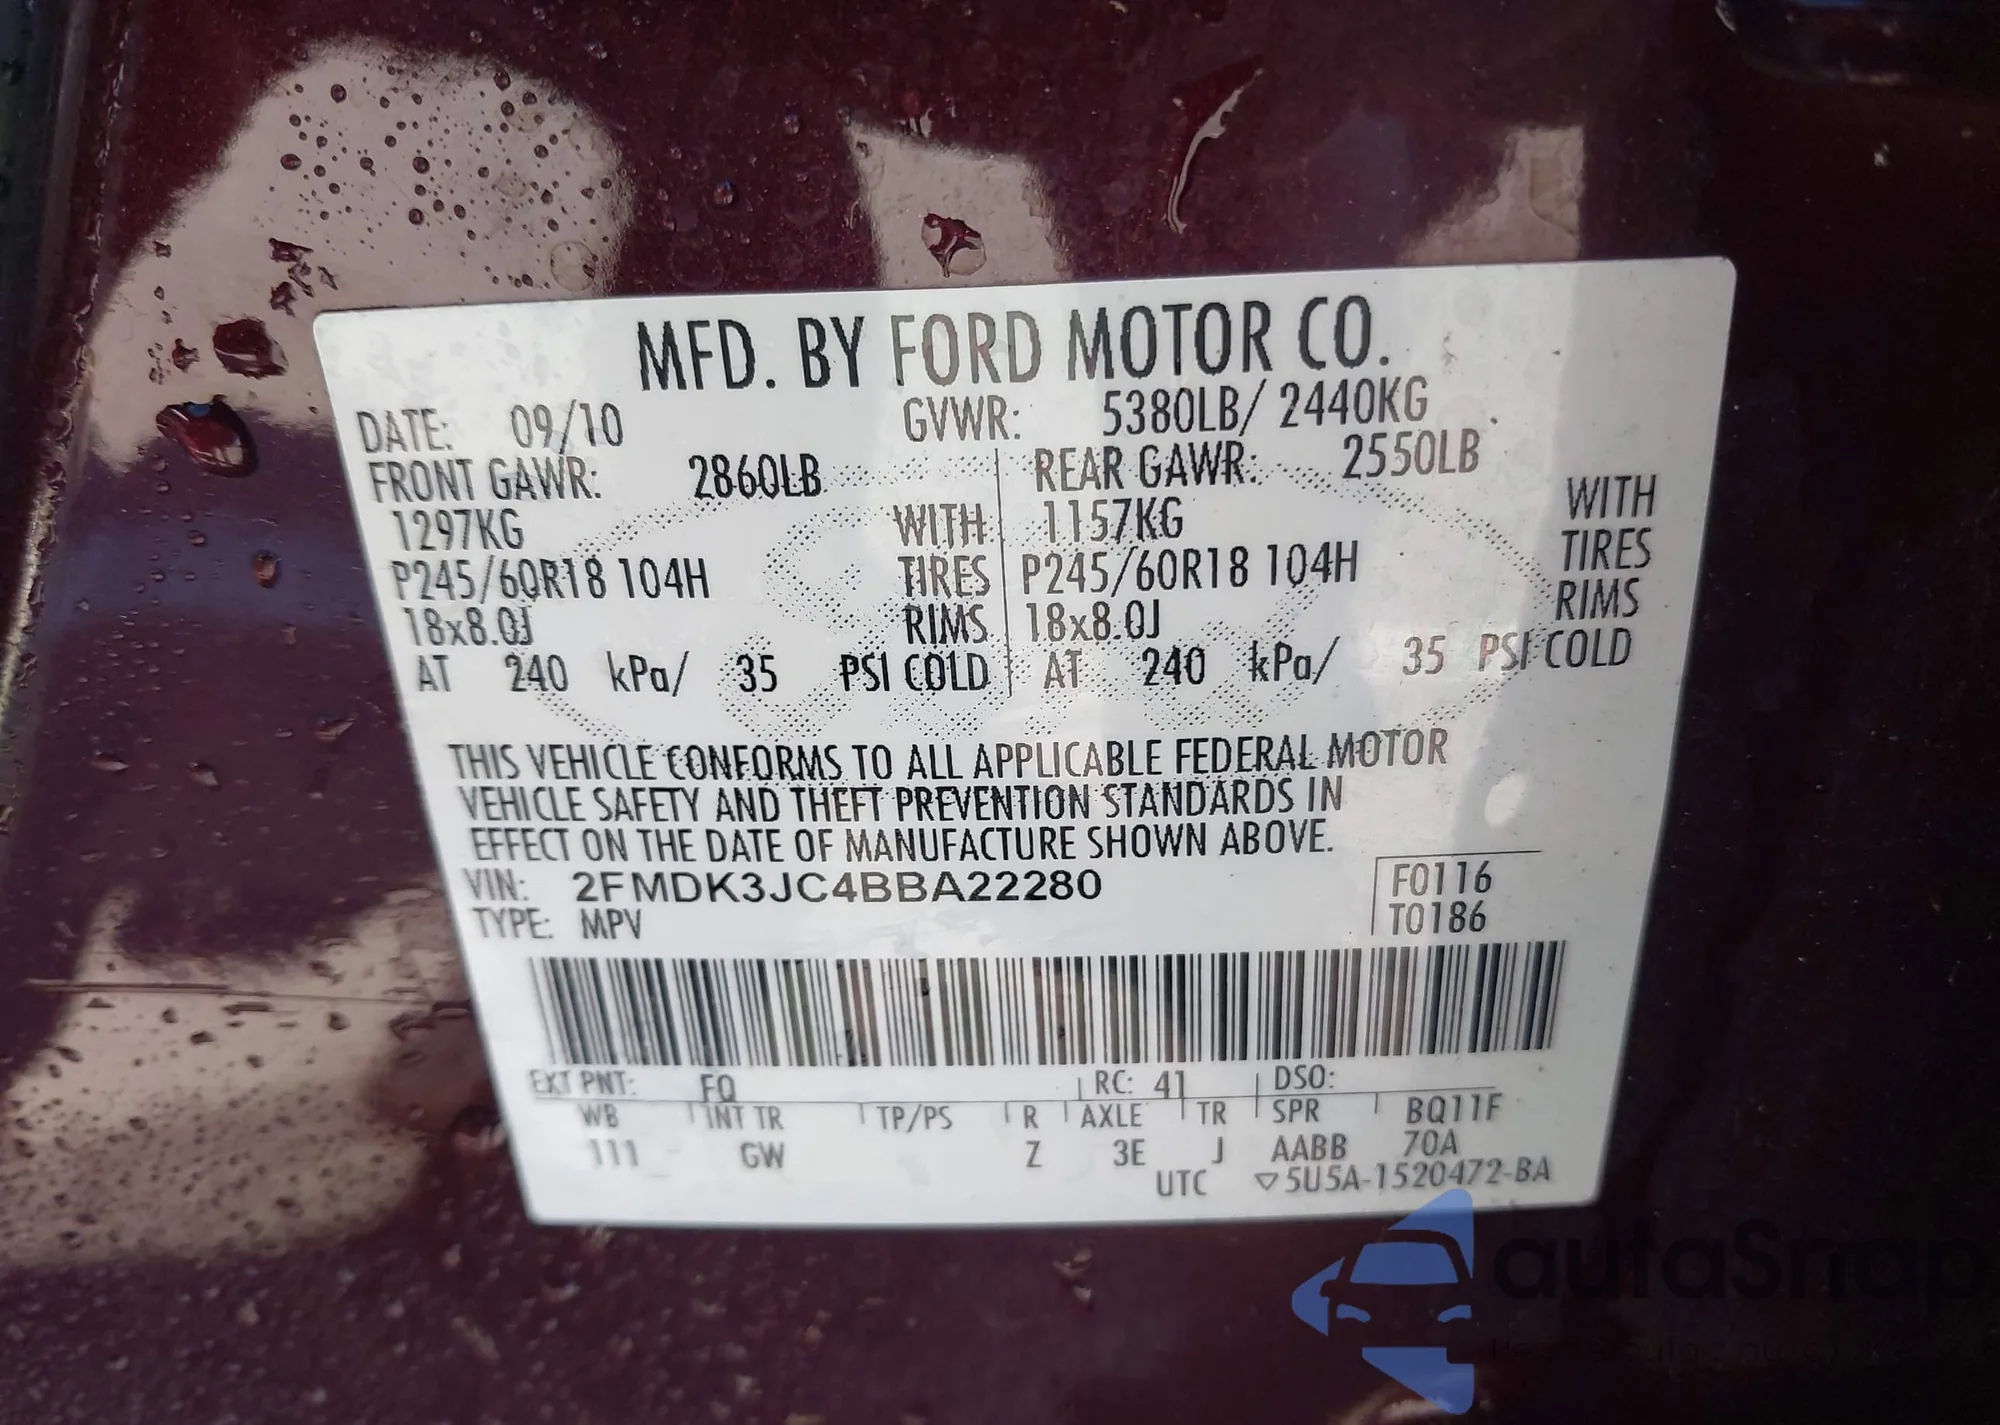 MFD. BY FORD MOTOR CO.
DATE: 09/10 GVWR: 5380LB/ 2440KG
FRONT GAWR: 2860LB REAR GAWR: 2550LB
1297KG WITH 1157KG WITH
P245/60R18 104H TIRES P245/60R18 104H TIRES
18x8.0J RIMS 18x8.0J RIMS
AT 240 kPa/ 35 PSI COLD AT 240 kPa/ 35 PSI COLD
THIS VEHICLE CONFORMS TO ALL APPLICABLE FEDERAL MOTOR
VEHICLE SAFETY AND THEFT PREVENTION STANDARDS IN
EFFECT ON THE DATE OF MANUFACTURE SHOWN ABOVE.
VIN: 2FMDK3JC4BBA22280 F0116
TYPE: MPV T0186
EXT PNT: FQ RC: 41 DSO:
WB INT TR TP/PS R AXLE TR SPR BQ11F
111 GW Z 3E J AABB 70A
UTC ▽5U5A-1520472-BA
autaSnap